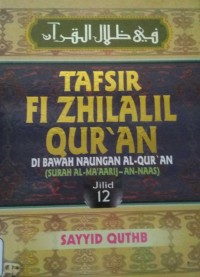 في ظلال القرآن
TAFSIR
FI ZHILALIL
QUR`AN
DI BAWAH NAUNGAN AL-QUR`AN
(SURAH AL-MA'AARIJ–AN-NAAS)
Jilid
12
SAYYID QUTHB